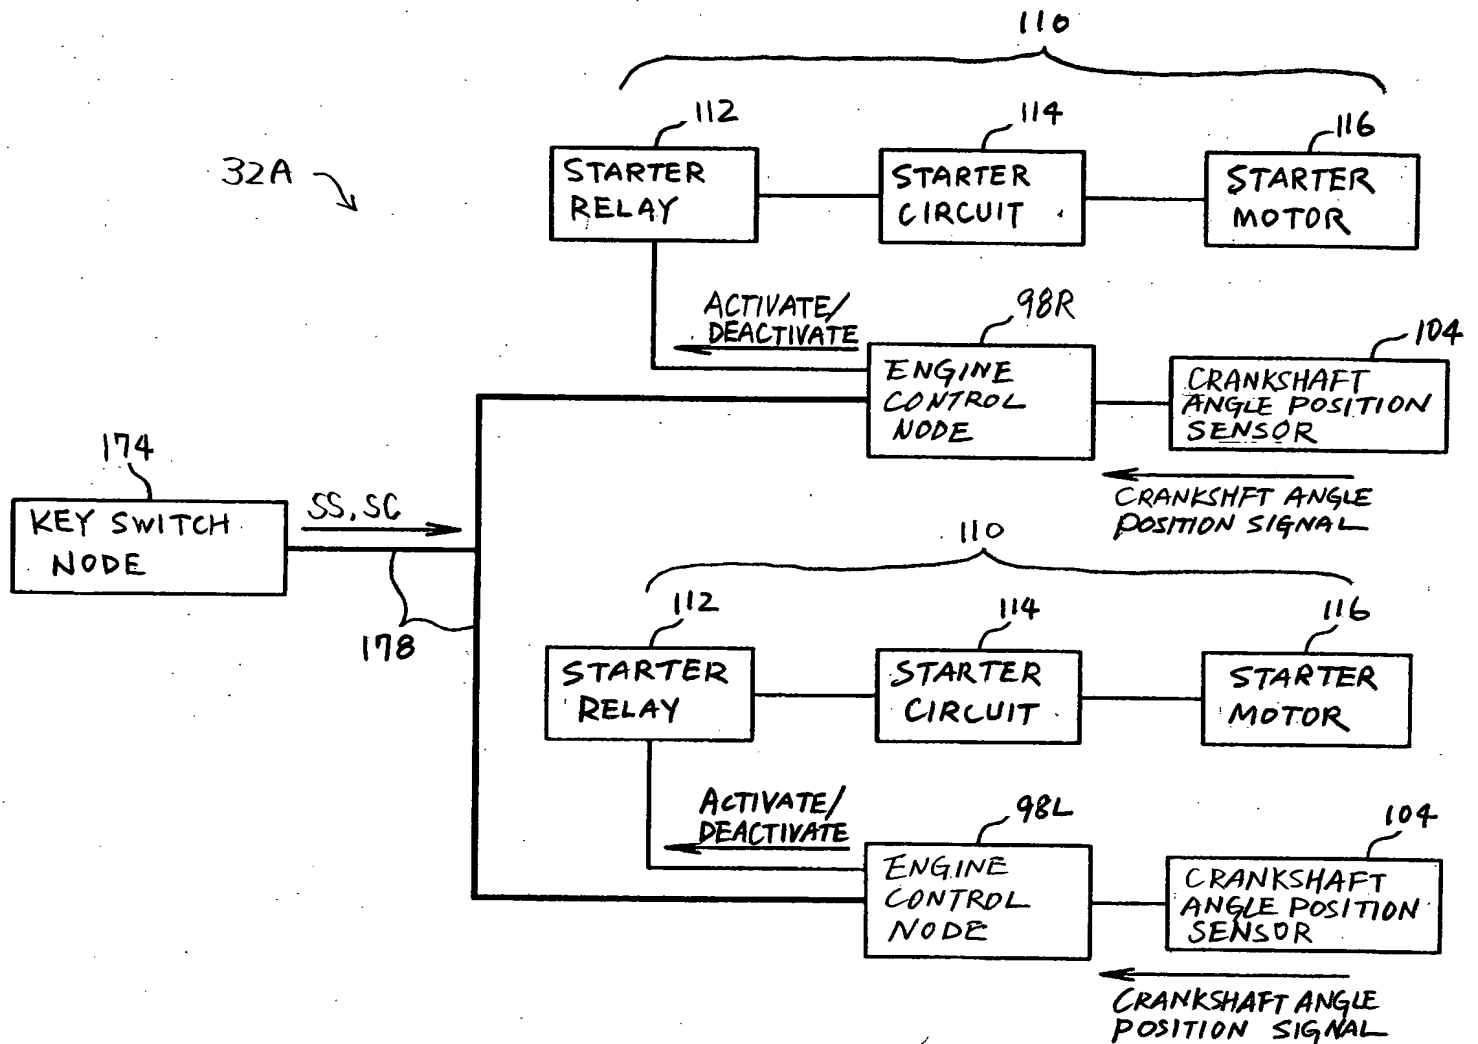 110
112
114
116
32A
STARTER
RELAY
STARTER
CIRCUIT
STARTER
MOTOR
ACTIVATE/
DEACTIVATE
98R
104
ENGINE
CONTROL
NODE
CRANKSHAFT
ANGLE POSITION
SENSOR
174
KEY SWITCH
NODE
SS, SC
CRANKSHFT ANGLE
POSITION SIGNAL
178
110
112
114
116
STARTER
RELAY
STARTER
CIRCUIT
STARTER
MOTOR
ACTIVATE/
DEACTIVATE
98L
104
ENGINE
CONTROL
NODE
CRANKSHAFT
ANGLE POSITION
SENSOR
CRANKSHAFT ANGLE
POSITION SIGNAL